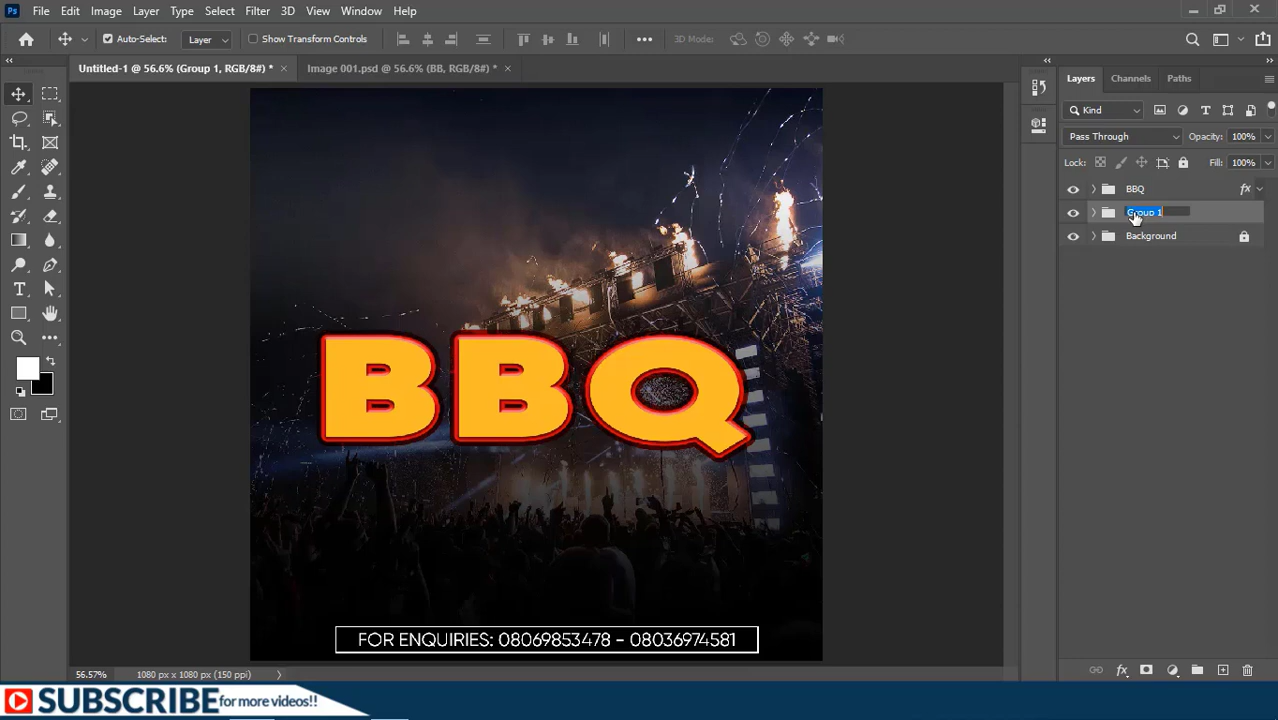 Ps File Edit Image Layer Type Select Filter 3D View Window Help
Auto-Select: Layer Show Transform Controls 3D Mode:
Untitled-1 @ 56.6% (Group 1, RGB/8#) * × Image 001.psd @ 56.6% (BB, RGB/8#) * ×
Layers Channels Paths
Kind
Pass Through Opacity: 100%
Lock: Fill: 100%
BBQ fx
Group 1
Background
BBQ
FOR ENQUIRIES: 08069853478 - 08036974581
56.57% 1080 px x 1080 px (150 ppi)
fx
SUBSCRIBE for more videos!!